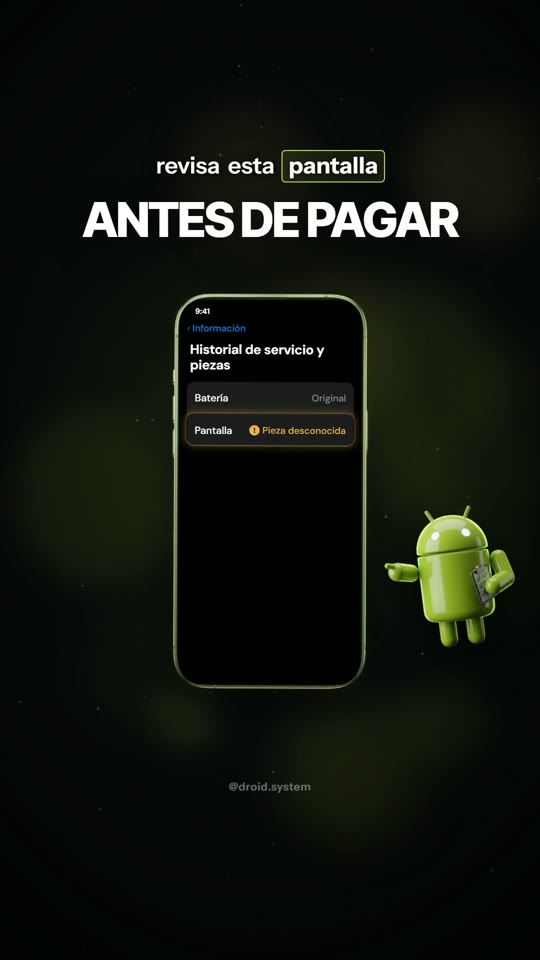 revisa esta pantalla
ANTES DE PAGAR
9:41
‹ Información
Historial de servicio y
piezas
Batería Original
Pantalla ! Pieza desconocida
@droid.system